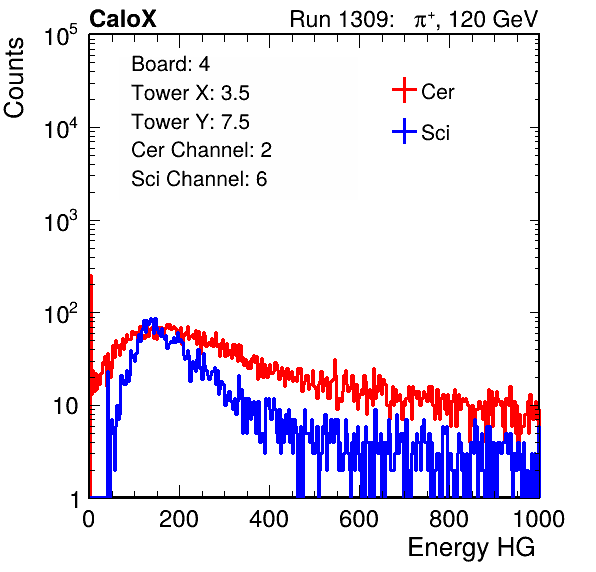 CaloX Run 1309: π⁺, 120 GeV
Counts
10⁵
10⁴
10³
10²
10
1
Board: 4
Tower X: 3.5
Tower Y: 7.5
Cer Channel: 2
Sci Channel: 6
Cer
Sci
0 200 400 600 800 1000
Energy HG